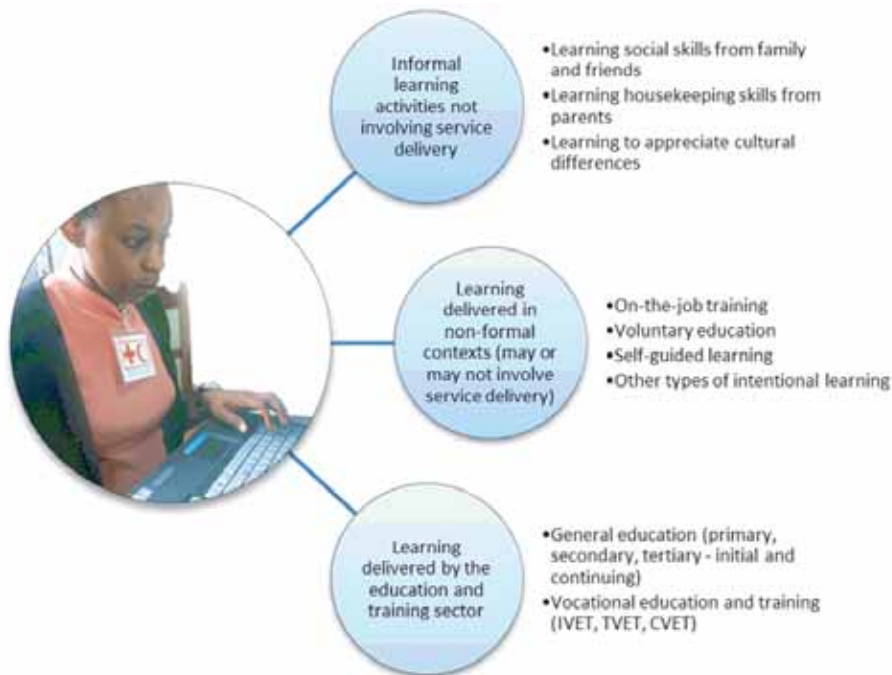 Informal
learning
activities not
involving service
delivery
•Learning social skills from family
and friends
•Learning housekeeping skills from
parents
•Learning to appreciate cultural
differences
Learning
delivered in
non-formal
contexts (may or
may not involve
service delivery)
•On-the-job training
•Voluntary education
•Self-guided learning
•Other types of intentional learning
Learning
delivered by the
education and
training sector
•General education (primary,
secondary, tertiary - initial and
continuing)
•Vocational education and training
(IVET, TVET, CVET)